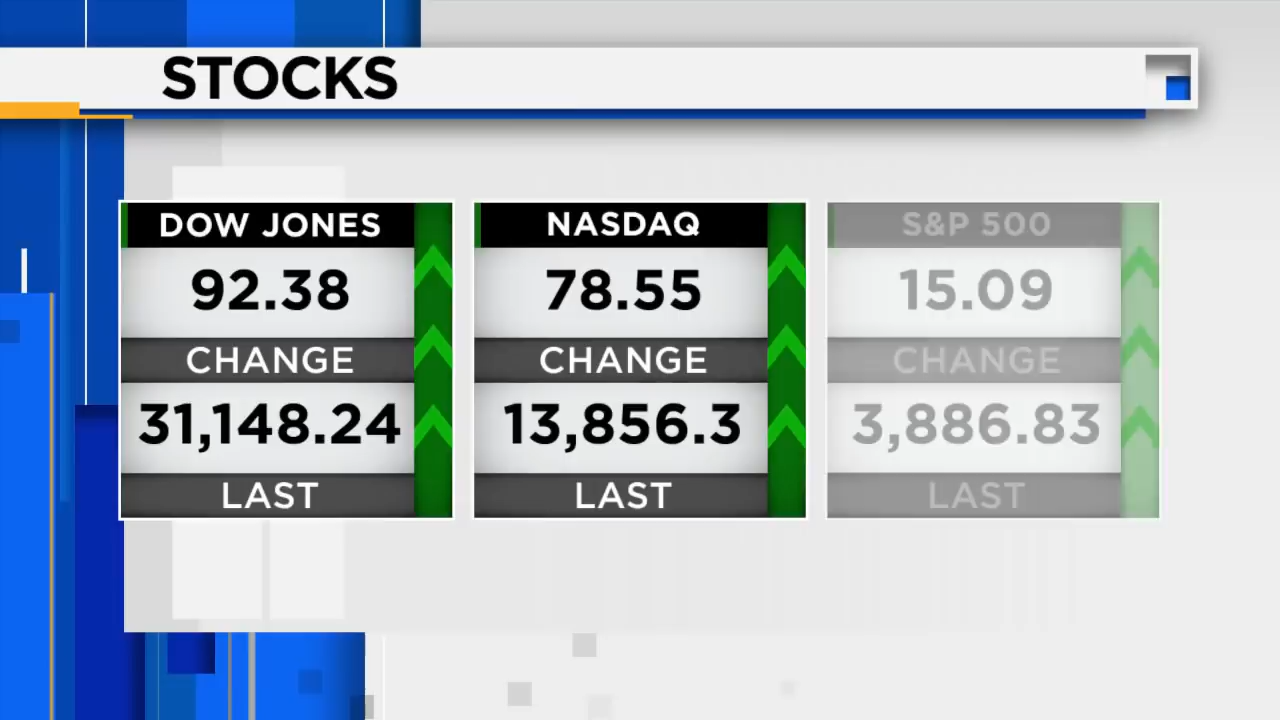 STOCKS
DOW JONES
92.38
CHANGE
31,148.24
LAST
NASDAQ
78.55
CHANGE
13,856.3
LAST
S&P 500
15.09
CHANGE
3,886.83
LAST